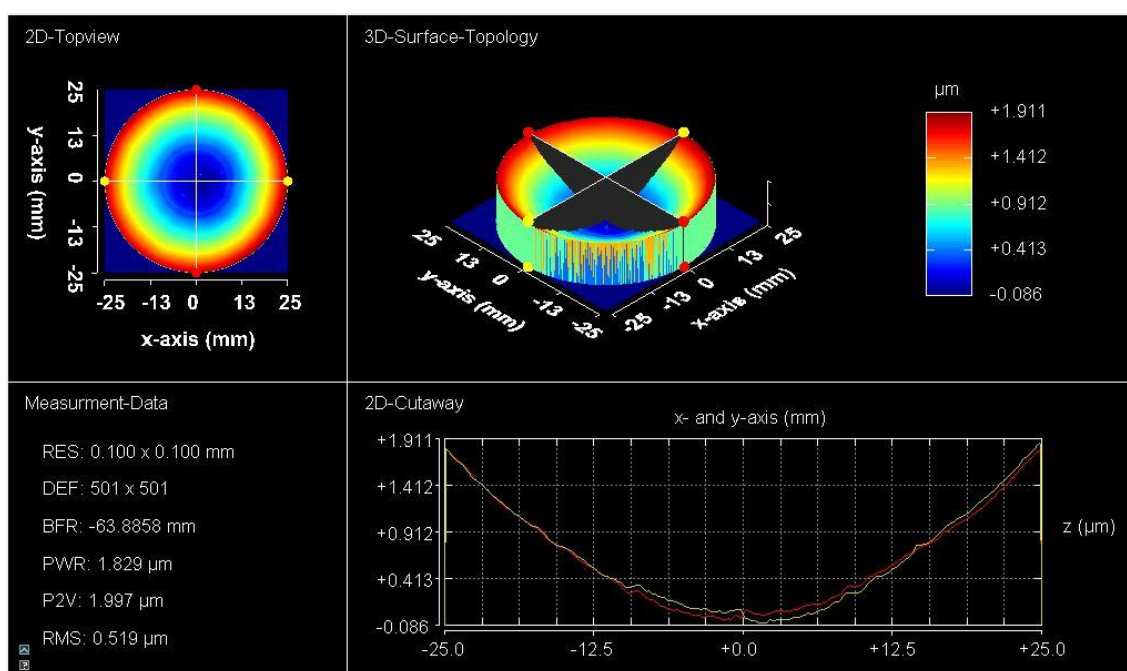 2D-Topview
25
13
0
-13
-25
y-axis (mm)
-25 -13 0 13 25
x-axis (mm)
3D-Surface-Topology
25
13
0
-13
-25
y-axis (mm)
-25
-13
0
13
25
x-axis (mm)
µm
+1.911
+1.412
+0.912
+0.413
-0.086
Measurment-Data
RES: 0.100 x 0.100 mm
DEF: 501 x 501
BFR: -63.8858 mm
PWR: 1.829 µm
P2V: 1.997 µm
RMS: 0.519 µm
2D-Cutaway
x- and y-axis (mm)
+1.911
+1.412
+0.912
+0.413
-0.086
-25.0 -12.5 +0.0 +12.5 +25.0
z (µm)